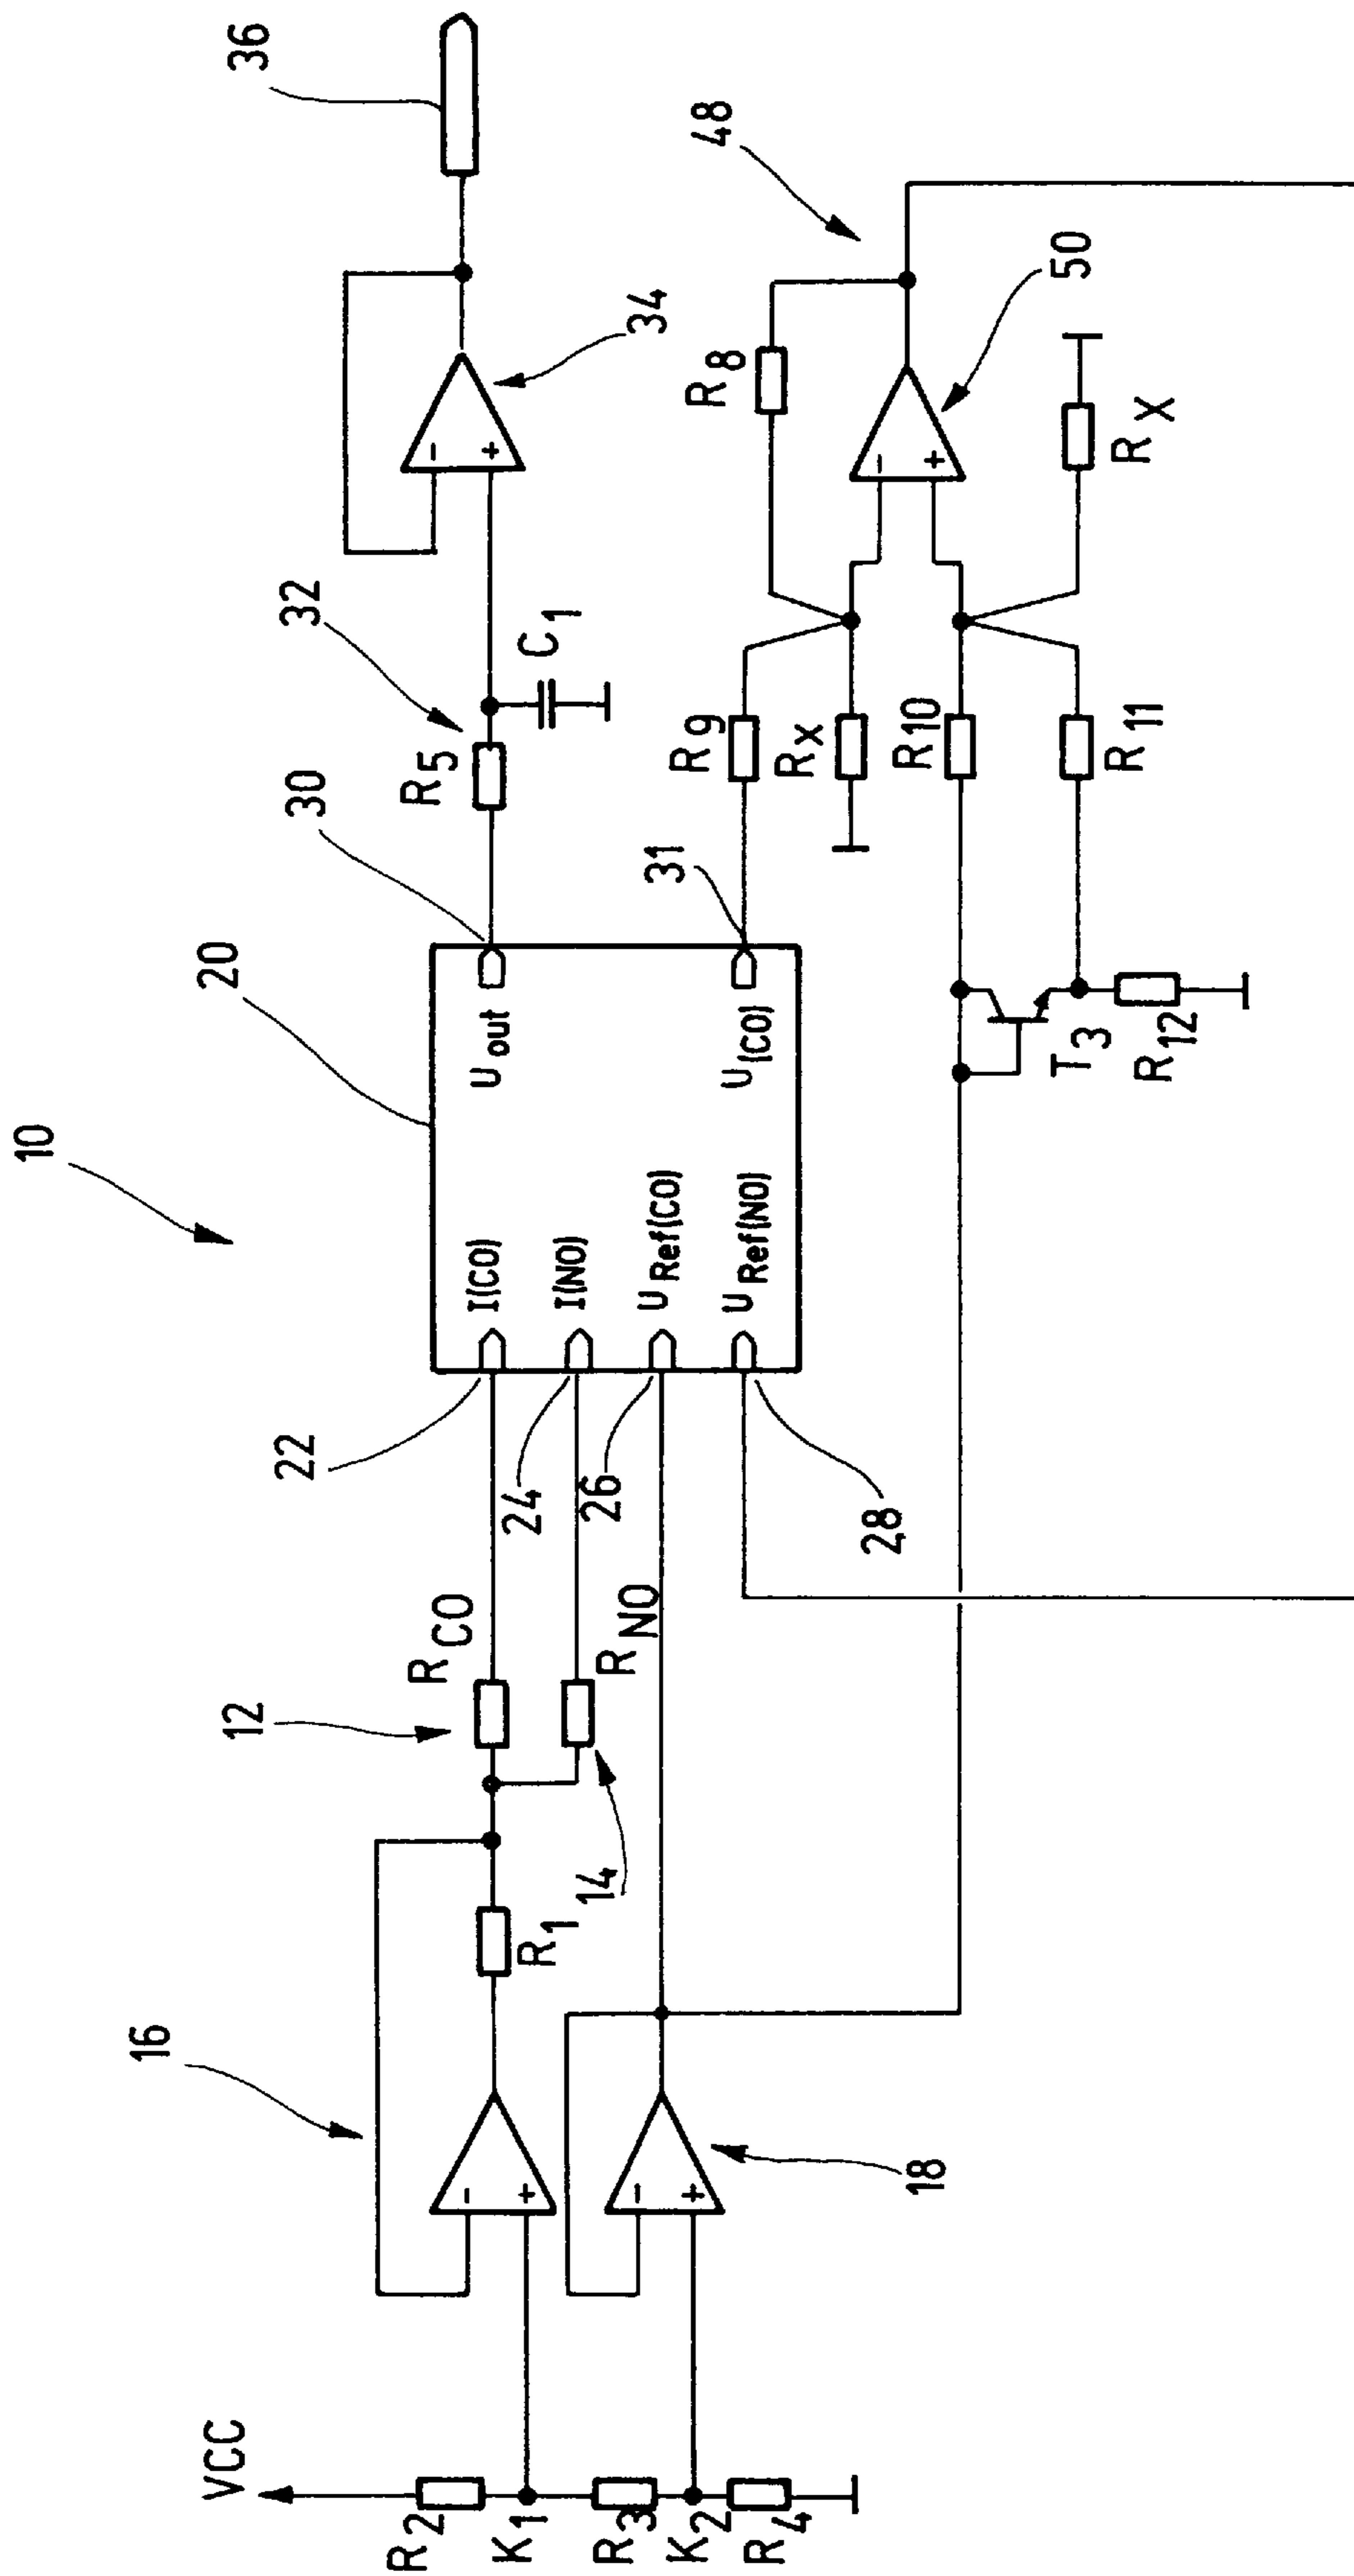 10
20
36
VCC
R2
K1
R3
K2
R4
16
18
R1
12
14
RCO
RNO
22
24
26
28
I(CO)
I(NO)
URef(CO)
URef(NO)
Uout
U(CO)
30
31
32
R5
C1
34
-
+
-
+
-
+
-
+
R9
RX
R10
R11
T3
R12
R8
RX
48
50